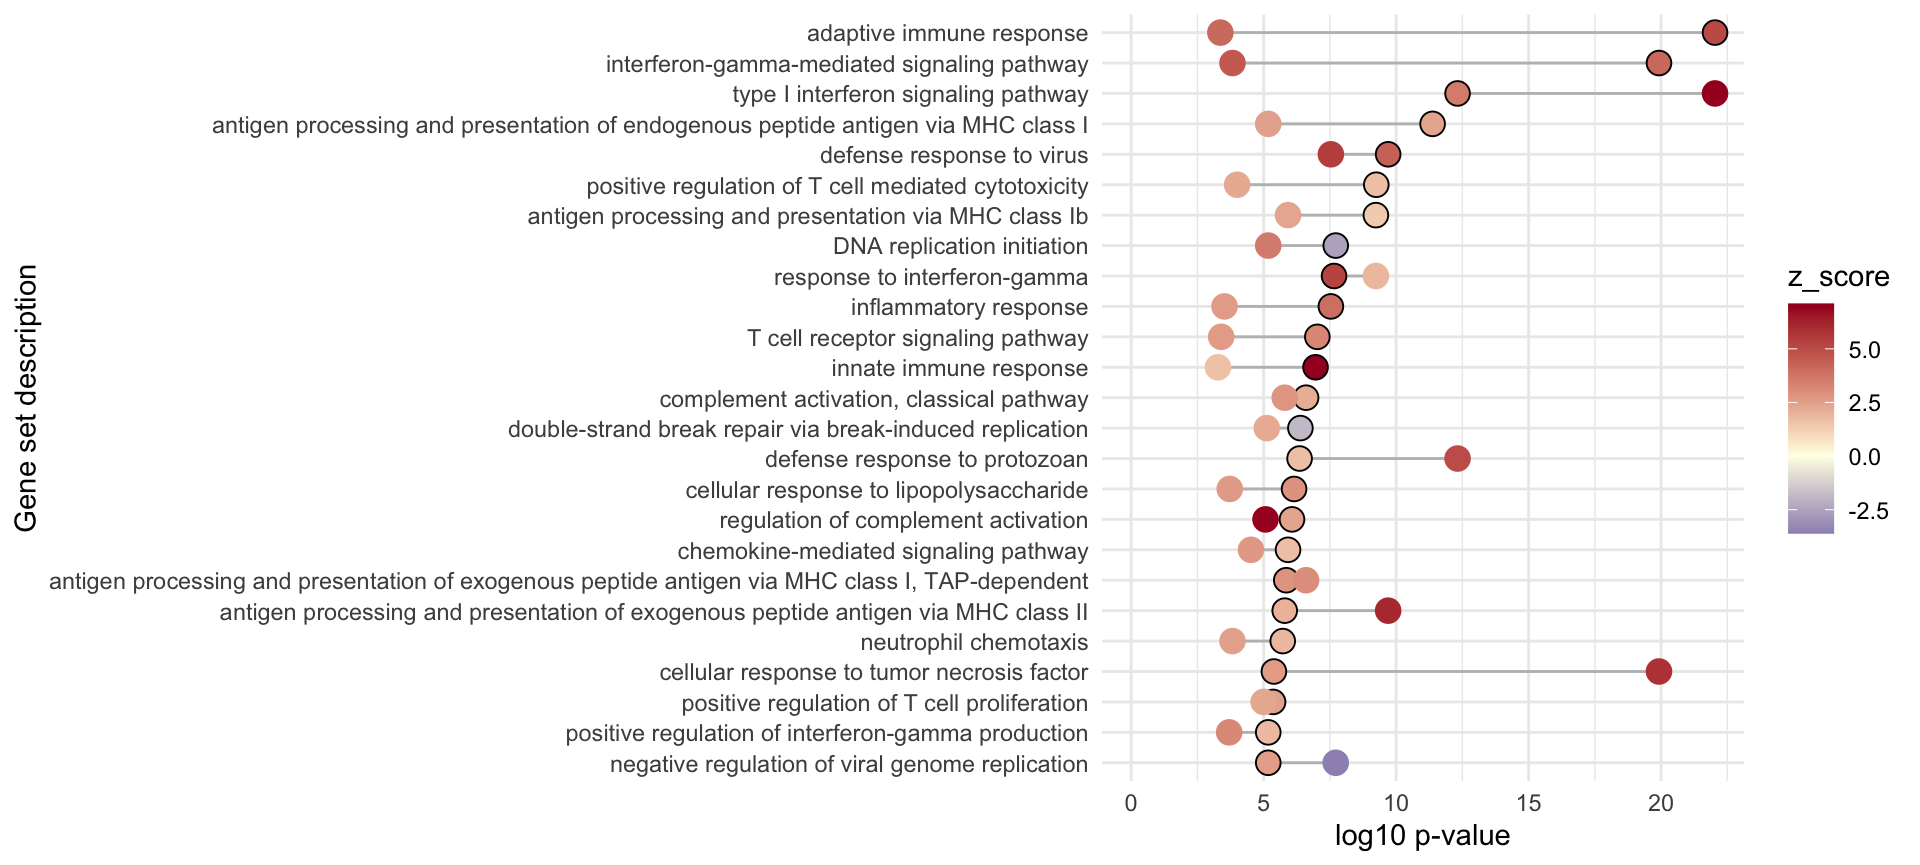 adaptive immune response
interferon-gamma-mediated signaling pathway
type I interferon signaling pathway
antigen processing and presentation of endogenous peptide antigen via MHC class I
defense response to virus
positive regulation of T cell mediated cytotoxicity
antigen processing and presentation via MHC class Ib
DNA replication initiation
response to interferon-gamma
inflammatory response
T cell receptor signaling pathway
innate immune response
complement activation, classical pathway
double-strand break repair via break-induced replication
defense response to protozoan
cellular response to lipopolysaccharide
regulation of complement activation
chemokine-mediated signaling pathway
antigen processing and presentation of exogenous peptide antigen via MHC class I, TAP-dependent
antigen processing and presentation of exogenous peptide antigen via MHC class II
neutrophil chemotaxis
cellular response to tumor necrosis factor
positive regulation of T cell proliferation
positive regulation of interferon-gamma production
negative regulation of viral genome replication
Gene set description
0 5 10 15 20
log10 p-value
z_score
5.0
2.5
0.0
-2.5